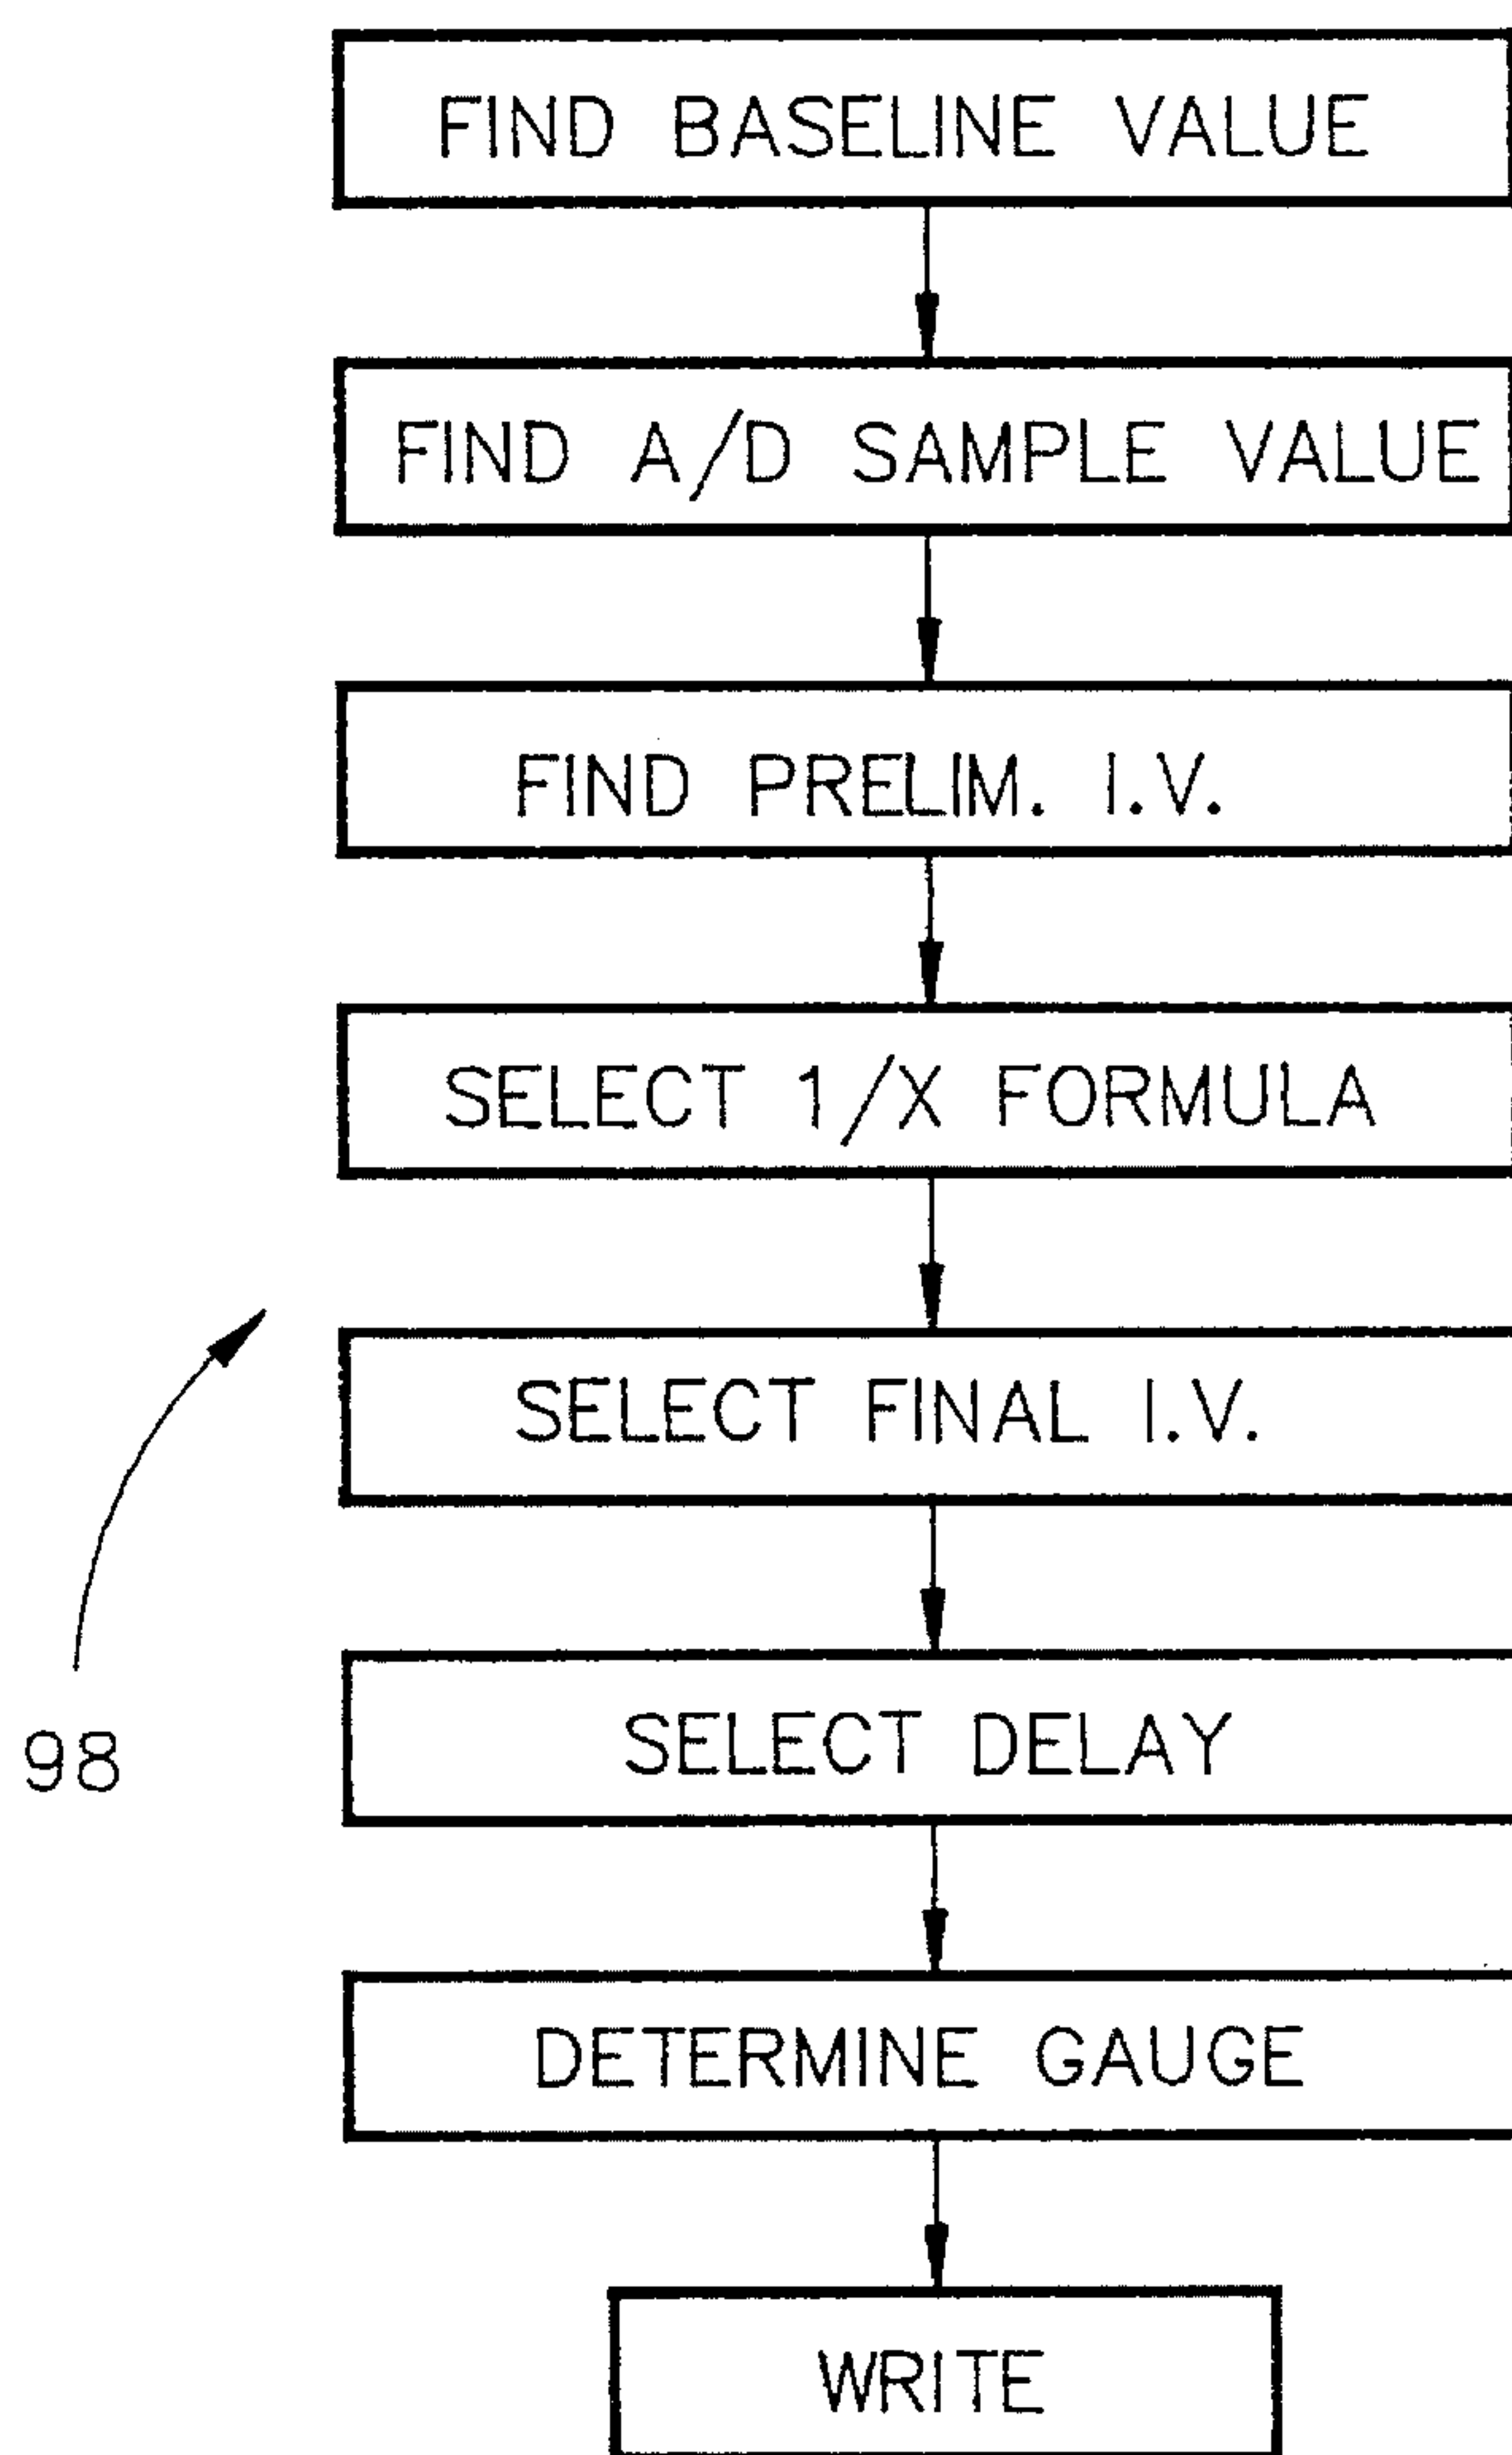 FIND BASELINE VALUE
FIND A/D SAMPLE VALUE
FIND PRELIM. I.V.
SELECT 1/X FORMULA
SELECT FINAL I.V.
SELECT DELAY
98
DETERMINE GAUGE
WRITE